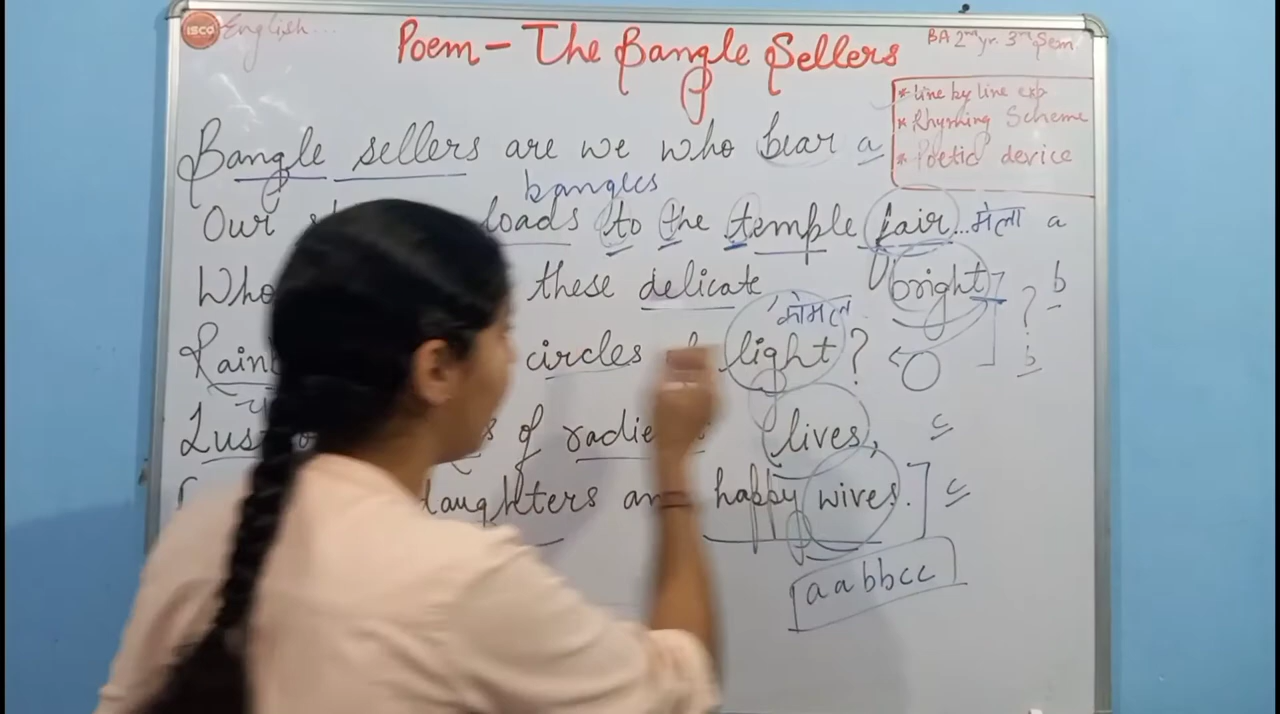 ISCO English...
Poem - The Bangle Sellers
BA 2nd yr. 3rd Sem.
* line by line exp
* Rhyming Scheme
* Poetic device
Bangle sellers are we who bear a
bangles
Our loads to the temple fair... मेला a
these delicate bright ? b
कोमल
circles light? b
of lives, c
daughters and happy wives. c
aabbcc